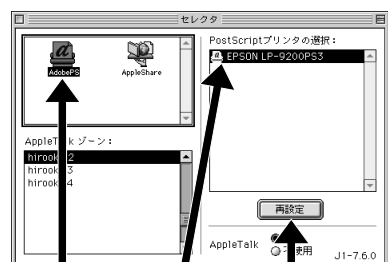 セレクタ
PostScriptプリンタの選択：
EPSON LP-9200PS3
AdobePS
AppleShare
AppleTalk ゾーン：
hirook 2
hirook 3
hirook 4
再設定
AppleTalk
使用
J1-7.6.0